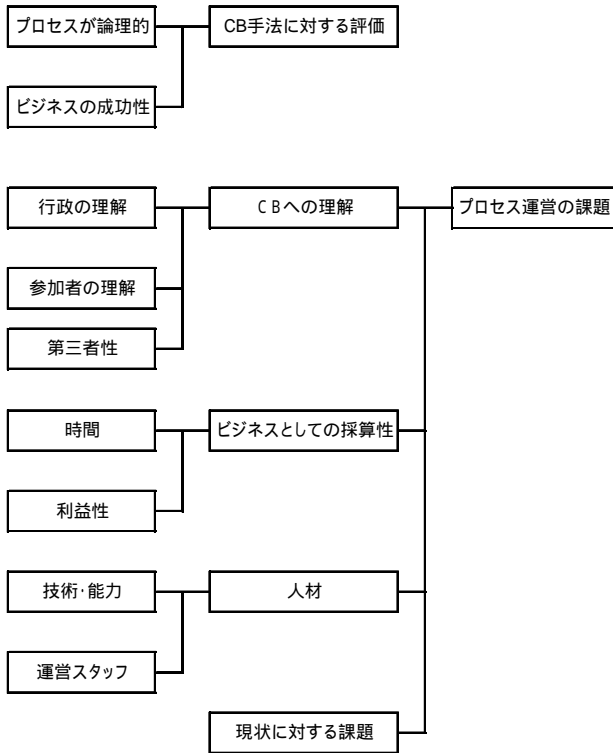 プロセスが論理的
CB手法に対する評価
ビジネスの成功性
行政の理解
CBへの理解
プロセス運営の課題
参加者の理解
第三者性
時間
ビジネスとしての採算性
利益性
技術・能力
人材
運営スタッフ
現状に対する課題